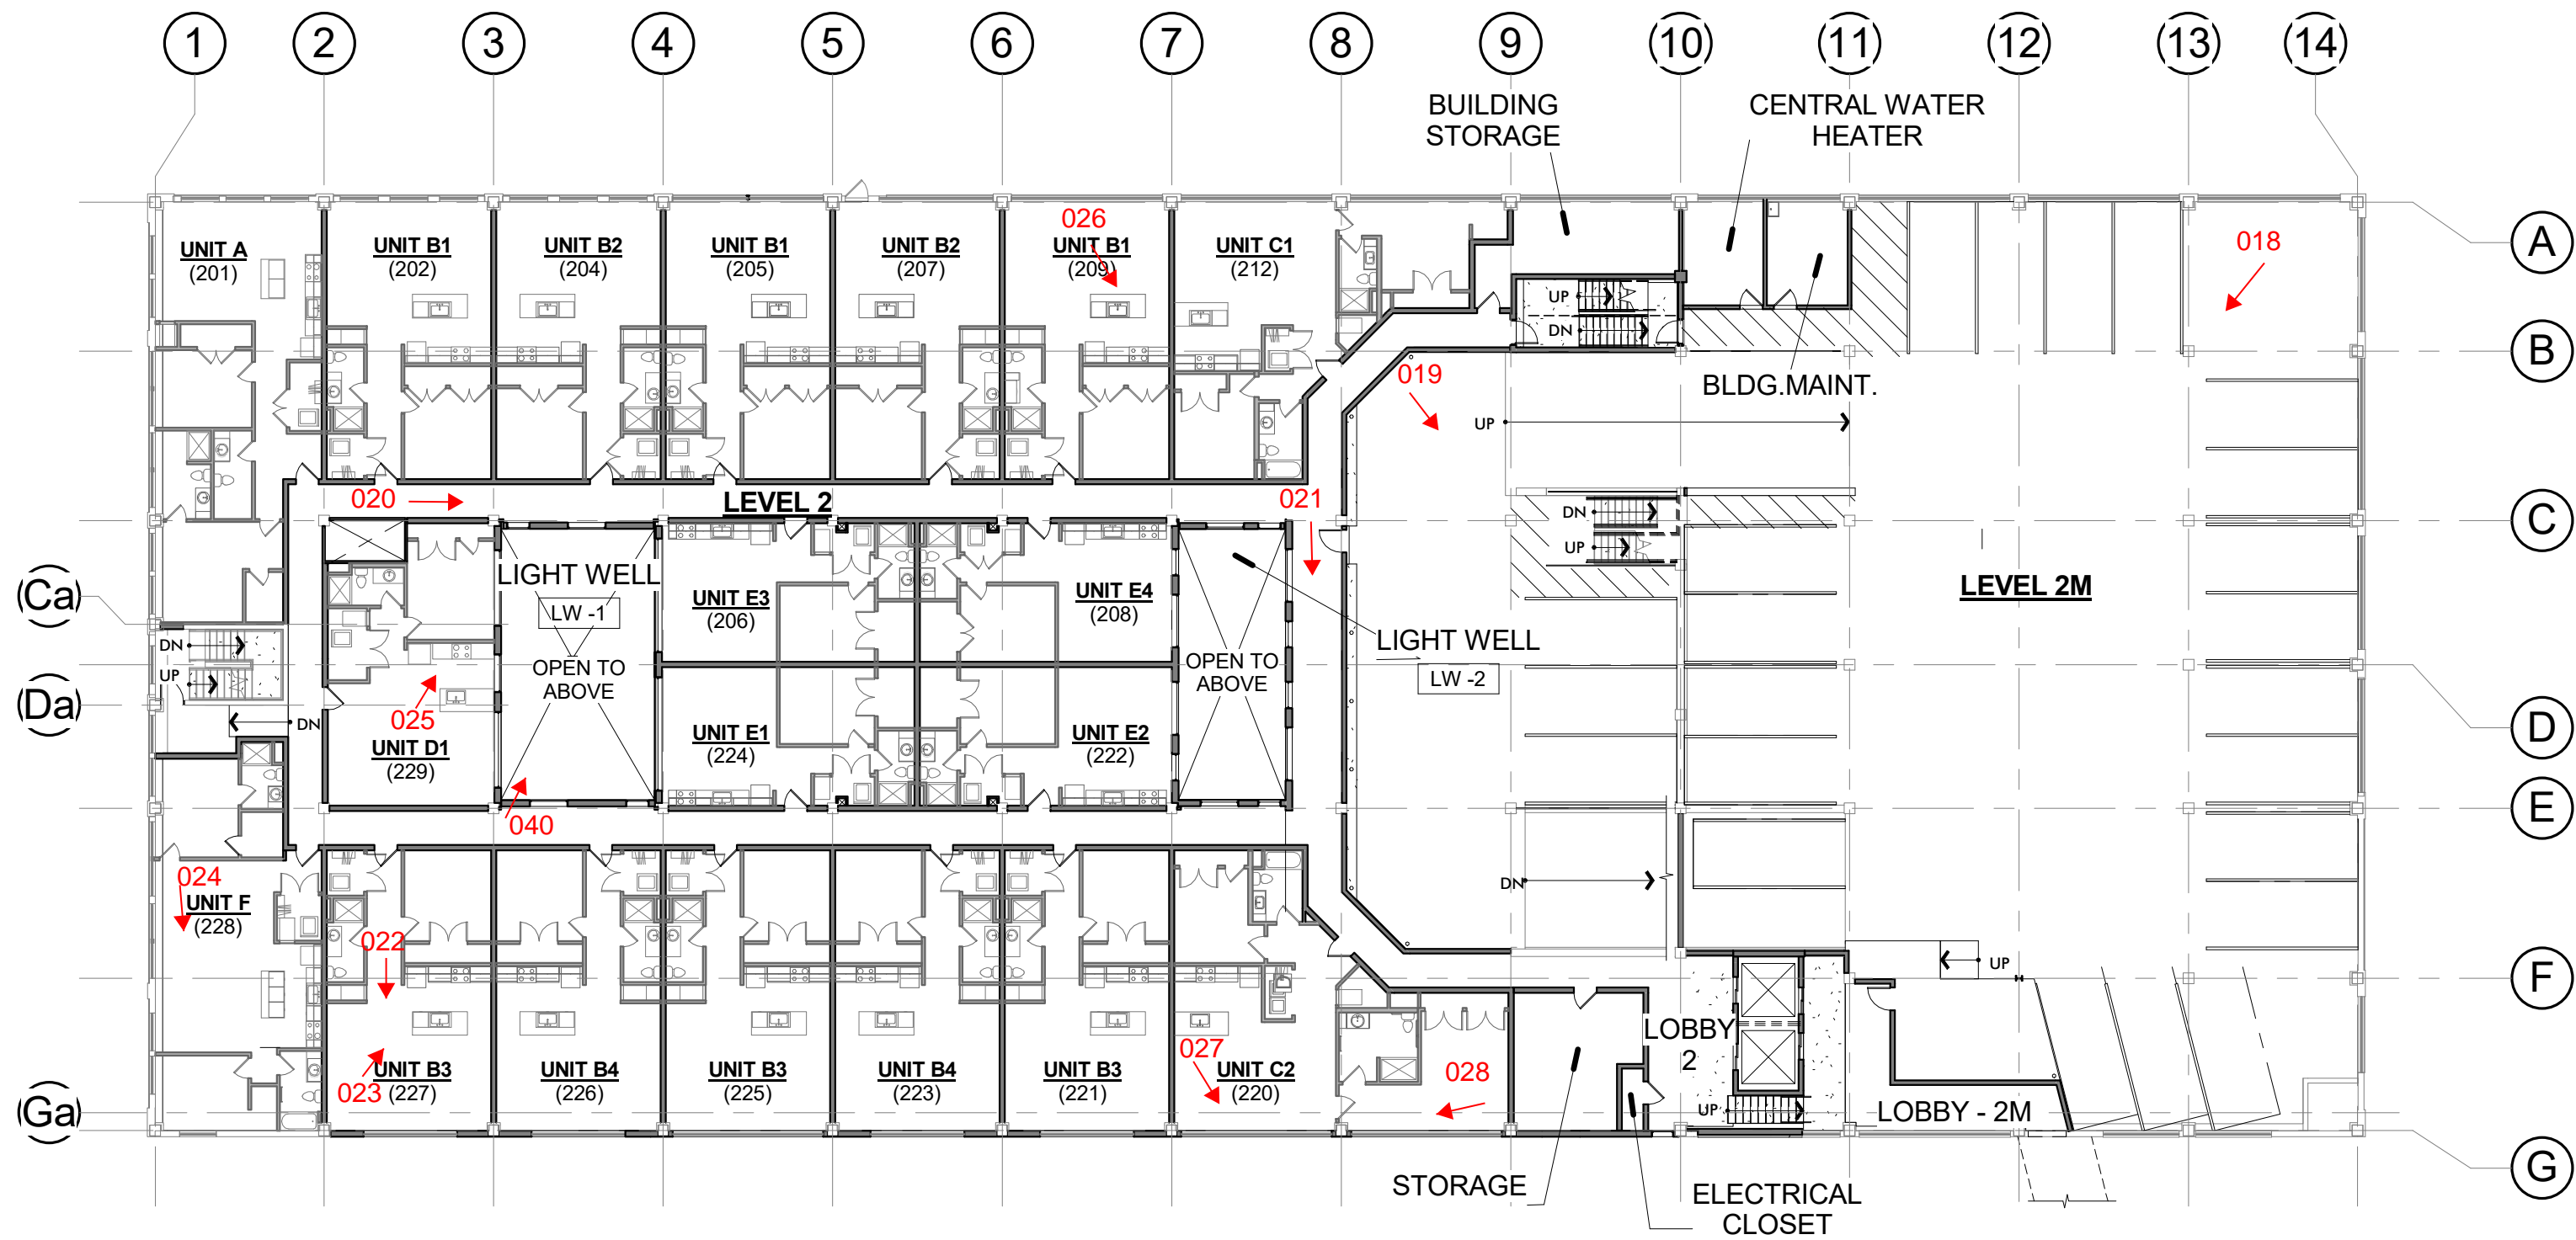 1 2 3 4 5 6 7 8 9 10 11 12 13 14
BUILDING
STORAGE
CENTRAL WATER
HEATER
A
B
C
D
E
F
G
Ca
Da
Ga
UNIT A
(201)
UNIT B1
(202)
UNIT B2
(204)
UNIT B1
(205)
UNIT B2
(207)
026
UNIT B1
(209)
UNIT C1
(212)
018
UP
DN
019
UP
BLDG.MAINT.
020
LEVEL 2
021
DN
UP
LIGHT WELL
LW -1
OPEN TO
ABOVE
UNIT E3
(206)
UNIT E4
(208)
LIGHT WELL
LW -2
OPEN TO
ABOVE
LEVEL 2M
DN
UP
DN
025
UNIT D1
(229)
UNIT E1
(224)
UNIT E2
(222)
040
DN
024
UNIT F
(228)
022
023
UNIT B3
(227)
UNIT B4
(226)
UNIT B3
(225)
UNIT B4
(223)
UNIT B3
(221)
027
UNIT C2
(220)
028
LOBBY
2
UP
UP
LOBBY - 2M
STORAGE
ELECTRICAL
CLOSET